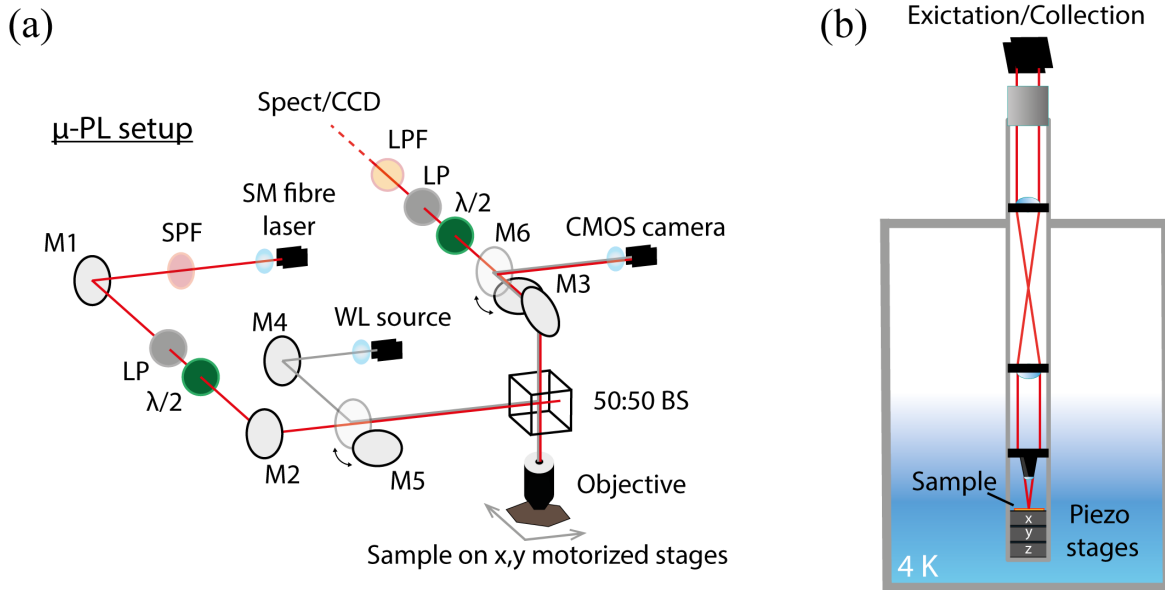 (a)
μ-PL setup
Spect/CCD
LPF
LP
λ/2
M6
CMOS camera
M3
SM fibre
laser
SPF
M1
M4
WL source
LP
λ/2
M2
M5
50:50 BS
Objective
Sample on x,y motorized stages
(b)
Exictation/Collection
Sample
x
y
z
Piezo
stages
4 K